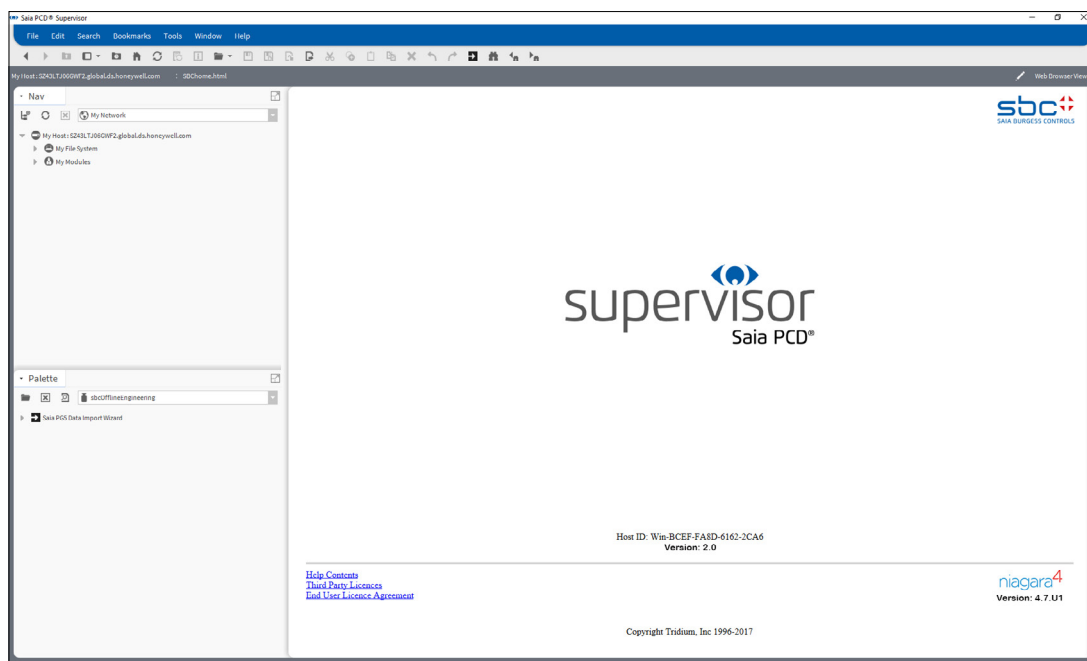 Saia PCD® Supervisor
File Edit Search Bookmarks Tools Window Help
My Host : SZ43LTJ06GWF2.global.ds.honeywell.com : SBChome.html
Web Browser View
Nav
My Network
My Host : SZ43LTJ06GWF2.global.ds.honeywell.com
My File System
My Modules
sbc
SAIA BURGESS CONTROLS
supervisor
Saia PCD®
Palette
sbcOfflineEngineering
Saia PG5 Data Import Wizard
Host ID: Win-BCEF-FA8D-6162-2CA6
Version: 2.0
Help Contents
Third Party Licences
End User Licence Agreement
niagara4
Version: 4.7.U1
Copyright Tridium, Inc 1996-2017